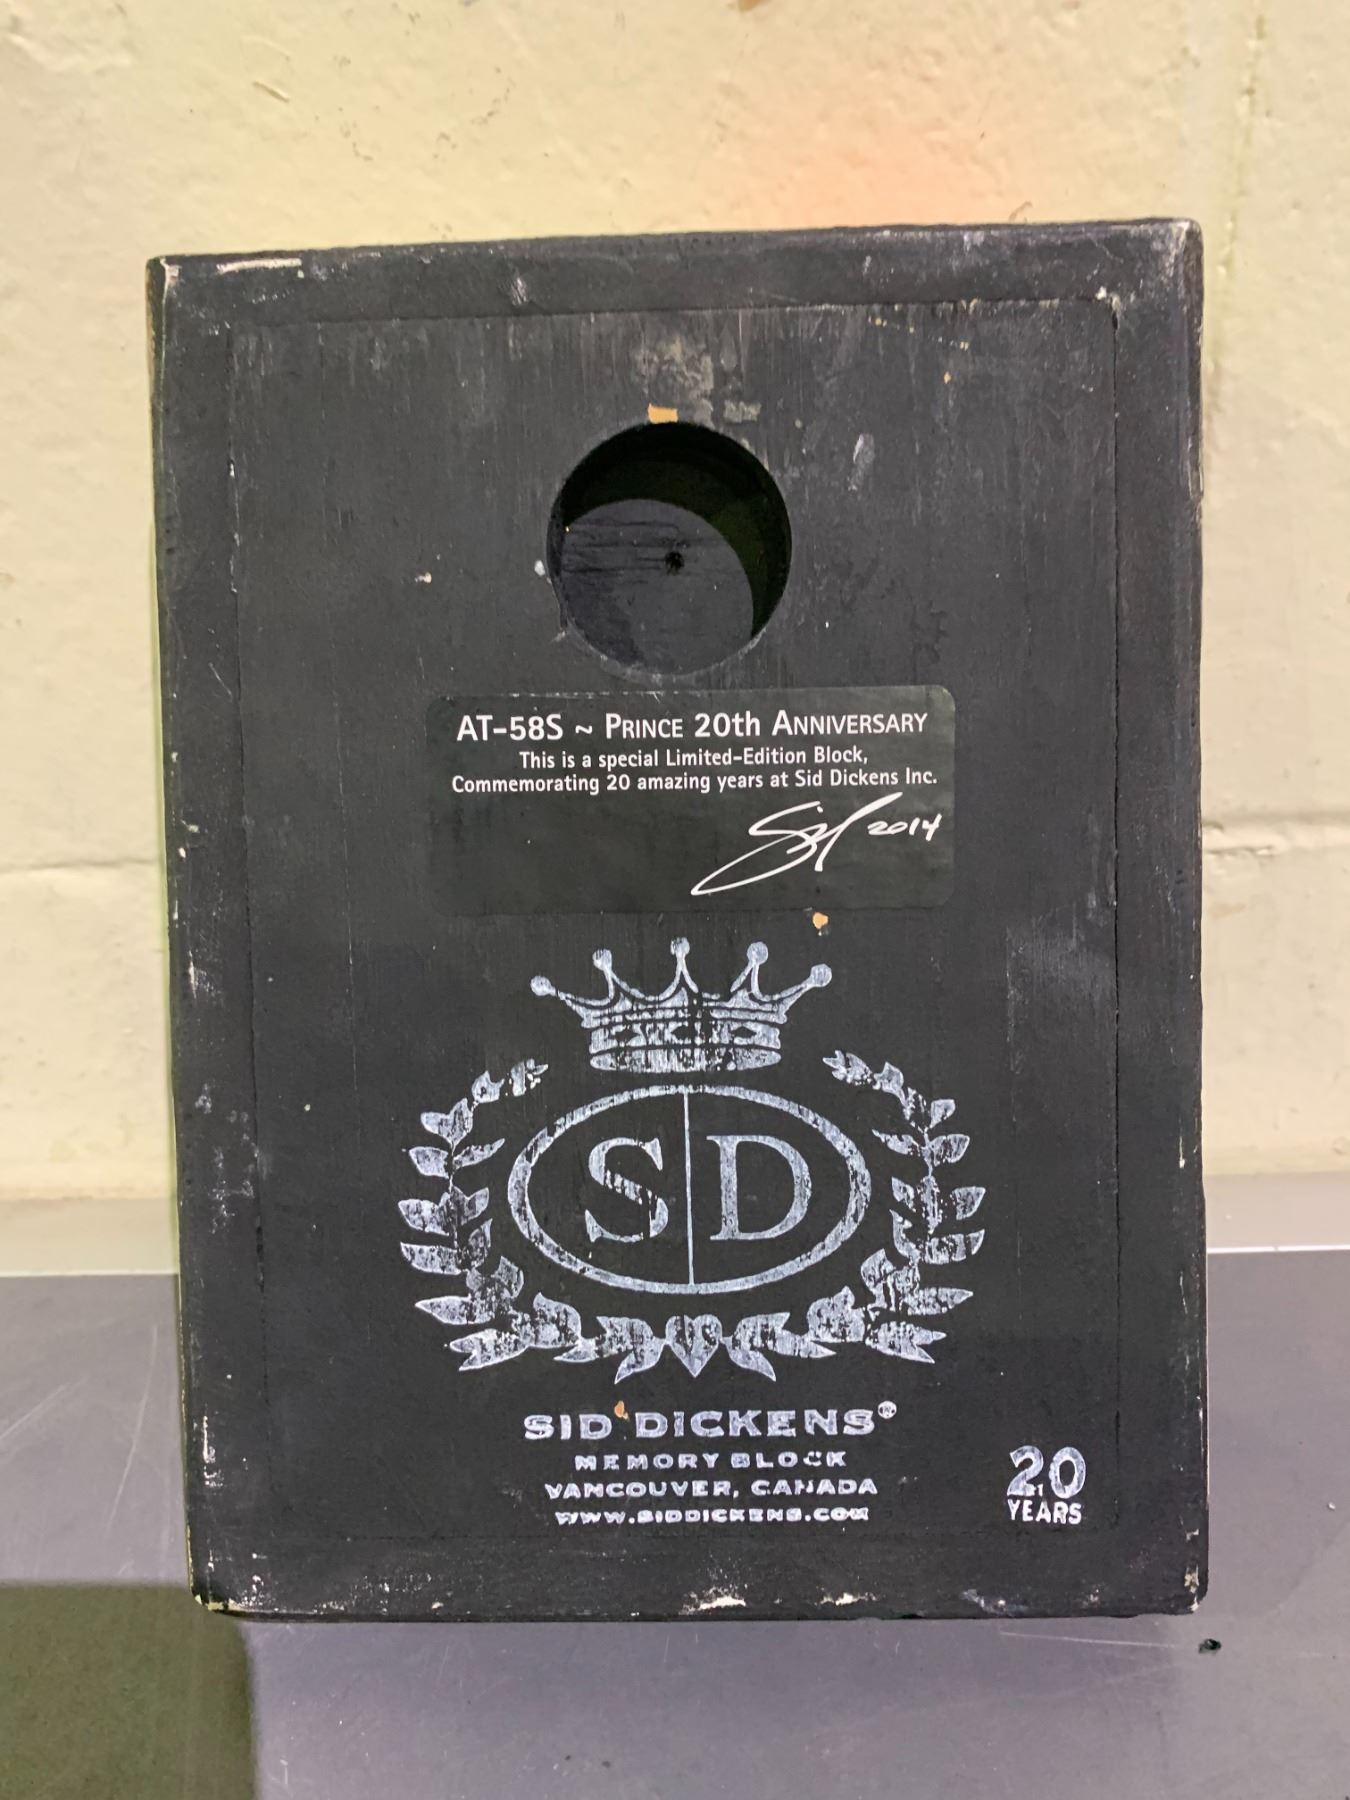 AT-58S ~ PRINCE 20th ANNIVERSARY
This is a special Limited-Edition Block,
Commemorating 20 amazing years at Sid Dickens Inc.
Sid 2014
SD
SID DICKENS®
MEMORY BLOCK
VANCOUVER, CANADA
www.SIDDICKENS.COM
20
YEARS